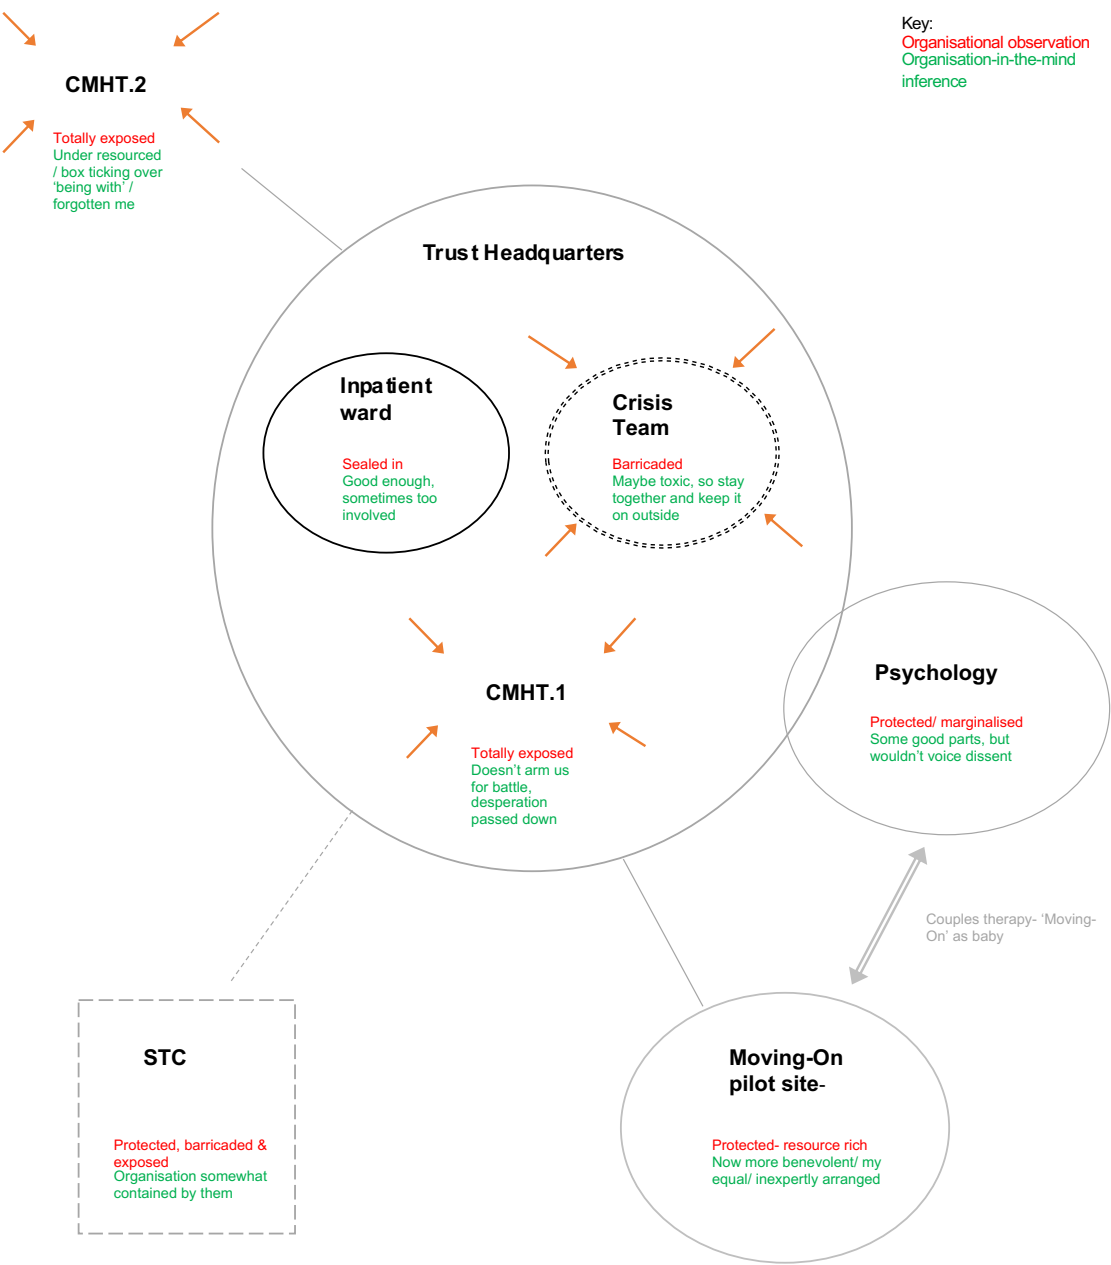 Key:
Organisational observation
Organisation-in-the-mind
inference
CMHT.2
Totally exposed
Under resourced
/ box ticking over
‘being with’ /
forgotten me
Trust Headquarters
Inpatient
ward
Sealed in
Good enough,
sometimes too
involved
Crisis
Team
Barricaded
Maybe toxic, so stay
together and keep it
on outside
CMHT.1
Totally exposed
Doesn’t arm us
for battle,
desperation
passed down
Psychology
Protected/ marginalised
Some good parts, but
wouldn’t voice dissent
Couples therapy- ‘Moving-
On’ as baby
STC
Protected, barricaded &
exposed
Organisation somewhat
contained by them
Moving-On
pilot site-
Protected- resource rich
Now more benevolent/ my
equal/ inexpertly arranged